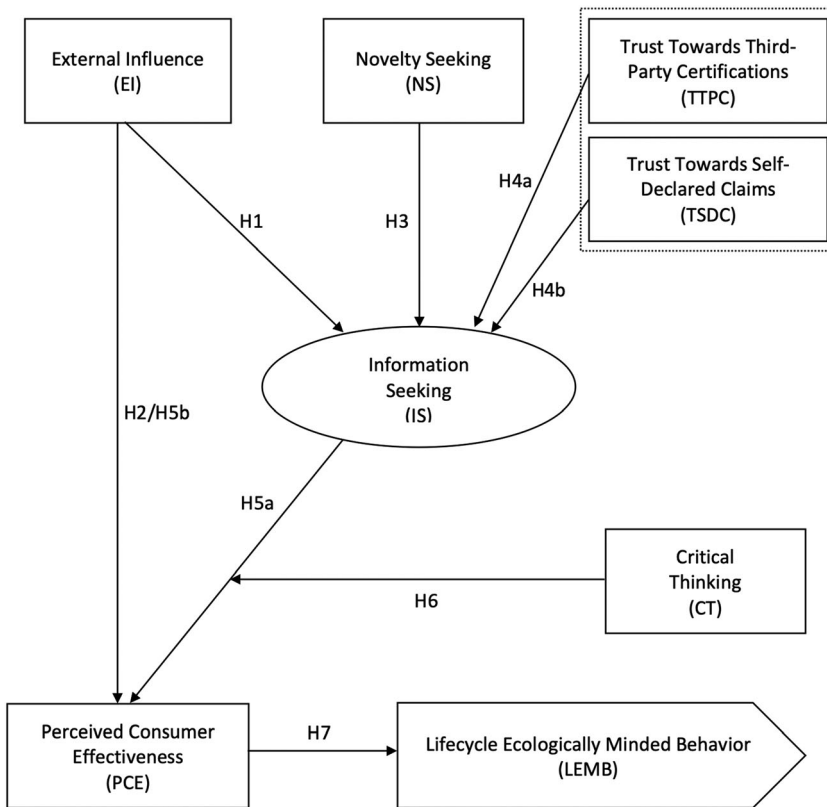 External Influence
(EI)
Novelty Seeking
(NS)
Trust Towards Third-
Party Certifications
(TTPC)
Trust Towards Self-
Declared Claims
(TSDC)
H4a
H1
H3
H4b
Information
Seeking
(IS)
H2/H5b
H5a
Critical
Thinking
(CT)
H6
Perceived Consumer
Effectiveness
(PCE)
H7
Lifecycle Ecologically Minded Behavior
(LEMB)